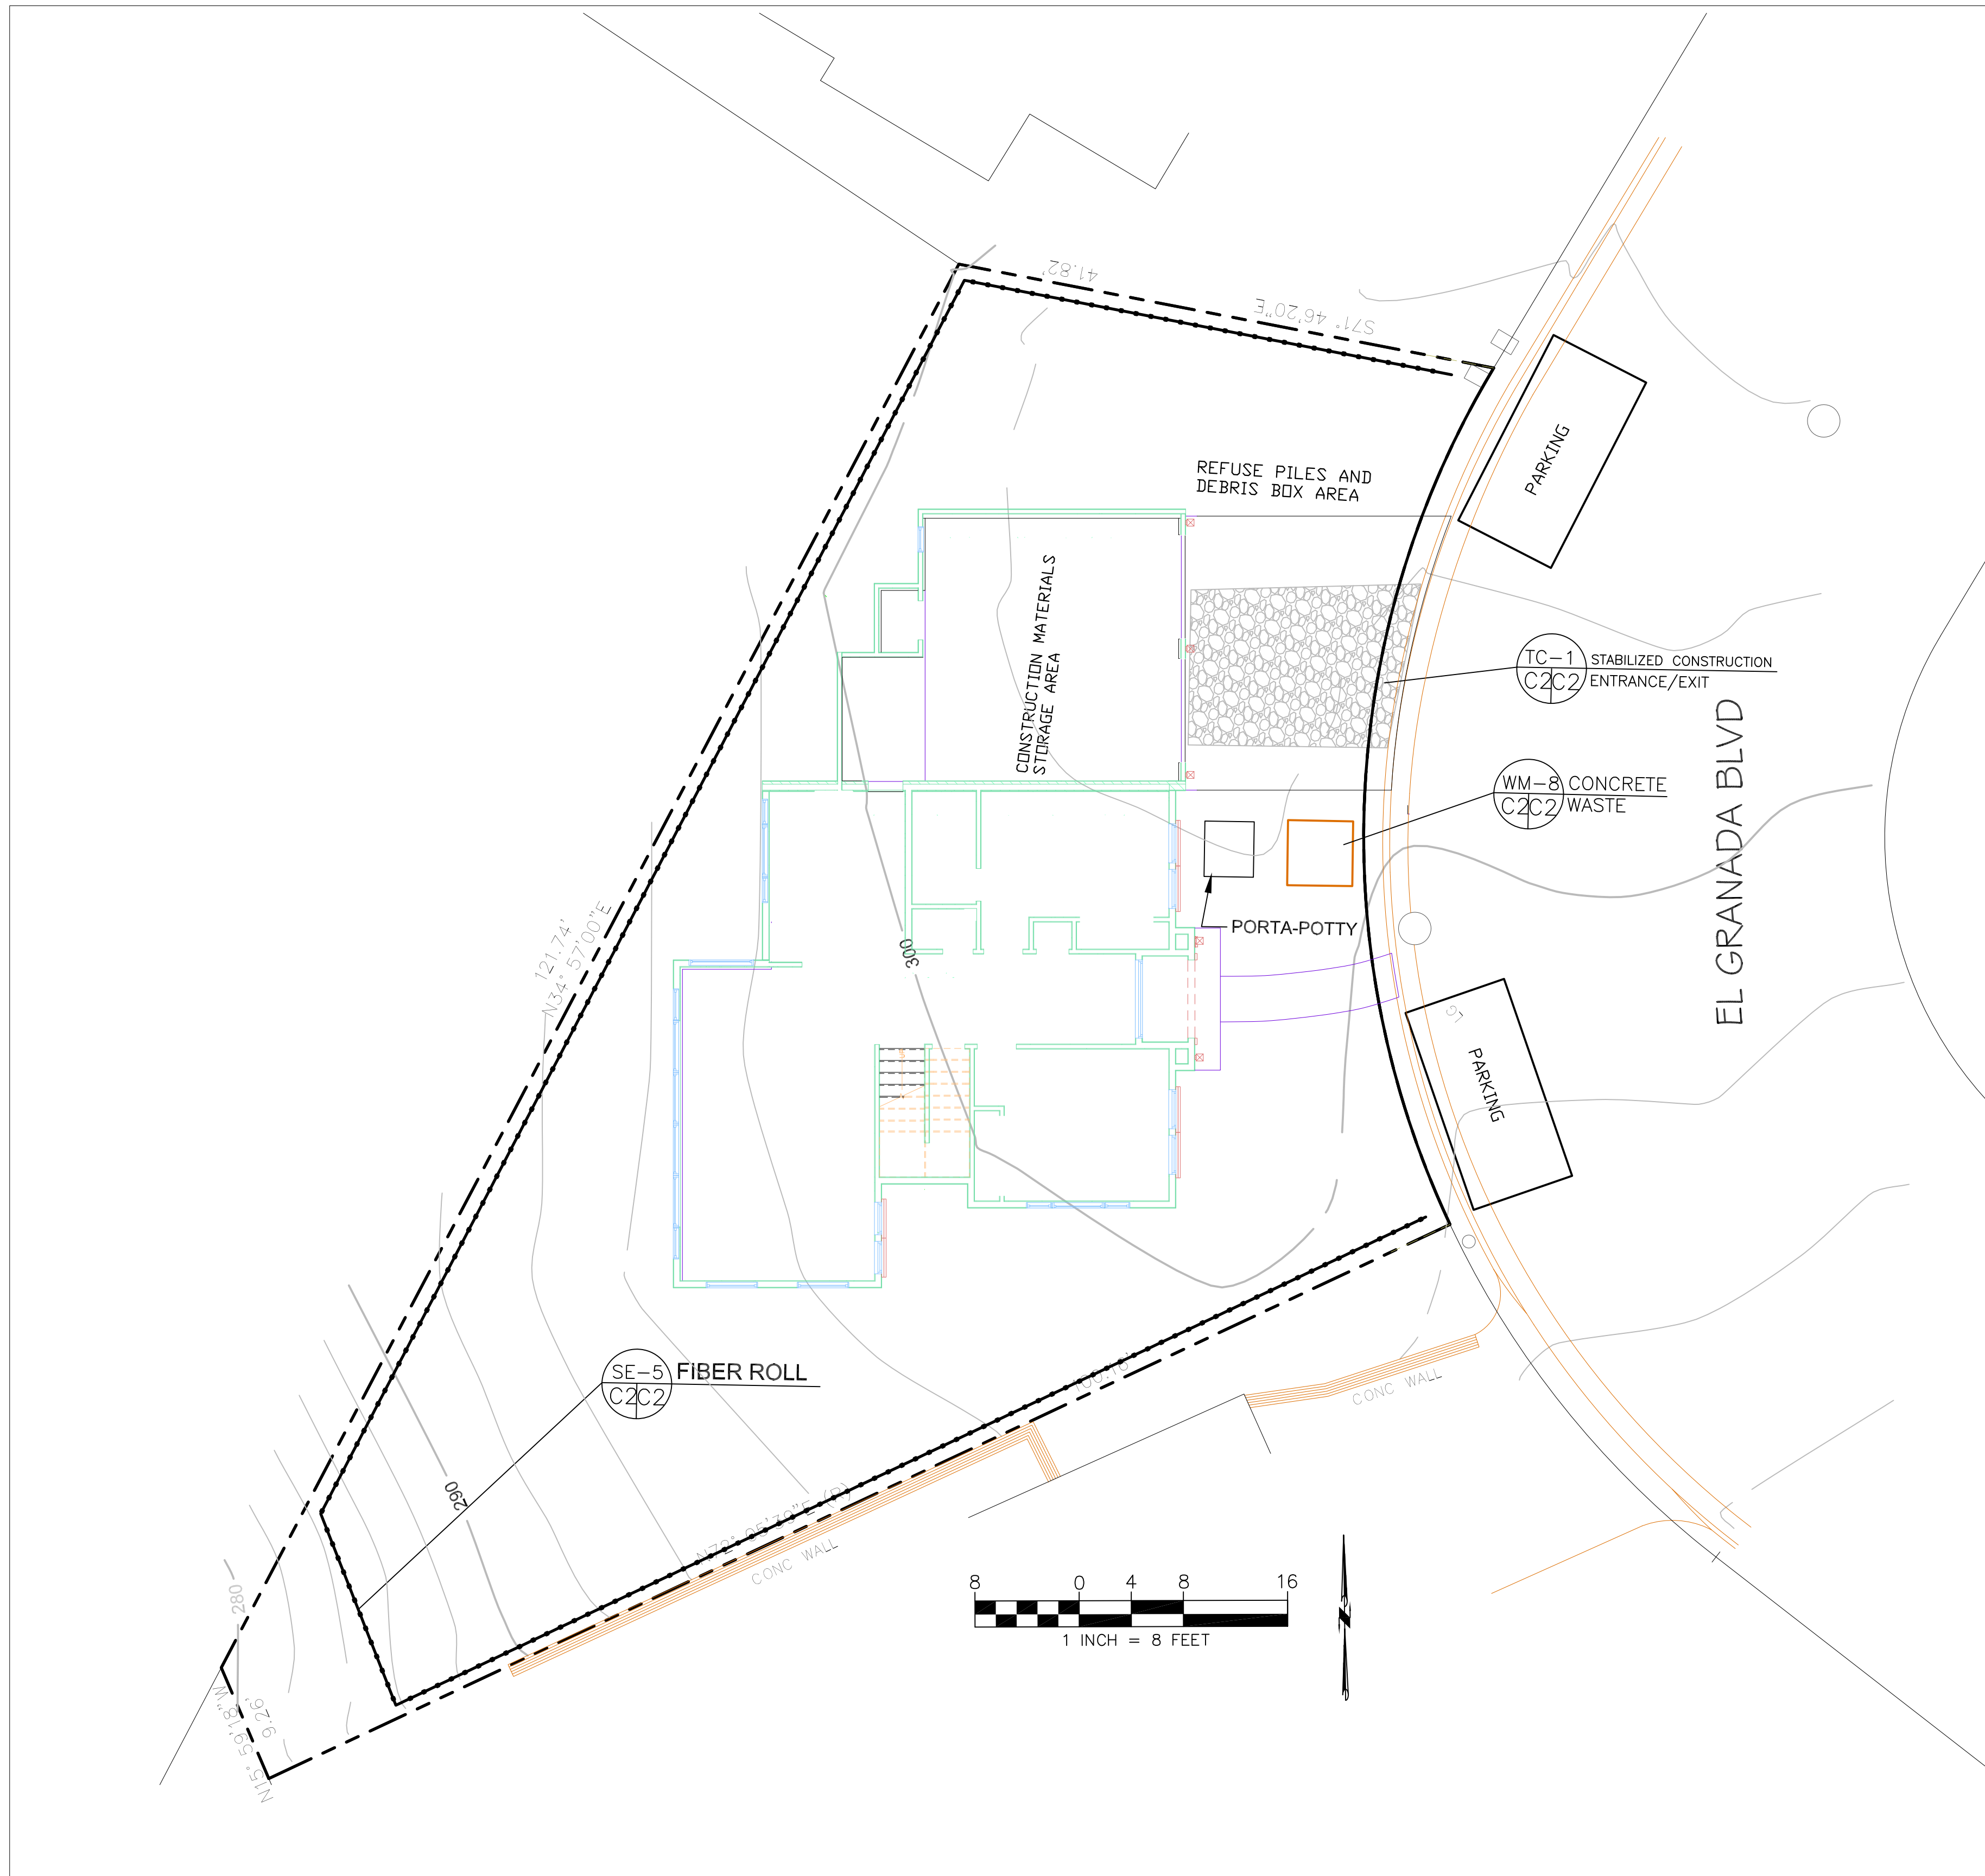 41.82'
S71° 46'20"E
PARKING
REFUSE PILES AND
DEBRIS BOX AREA
CONSTRUCTION MATERIALS
STORAGE AREA
TC-1 STABILIZED CONSTRUCTION
C2 C2 ENTRANCE/EXIT
EL GRANADA BLVD
WM-8 CONCRETE
C2 C2 WASTE
PORTA-POTTY
300
121.74'
N34° 57'00"E
LG
PARKING
SE-5 FIBER ROLL
C2 C2
CONC WALL
290
CONC WALL
280
N15° 59'18"W
9.26'
8 0 4 8 16
1 INCH = 8 FEET